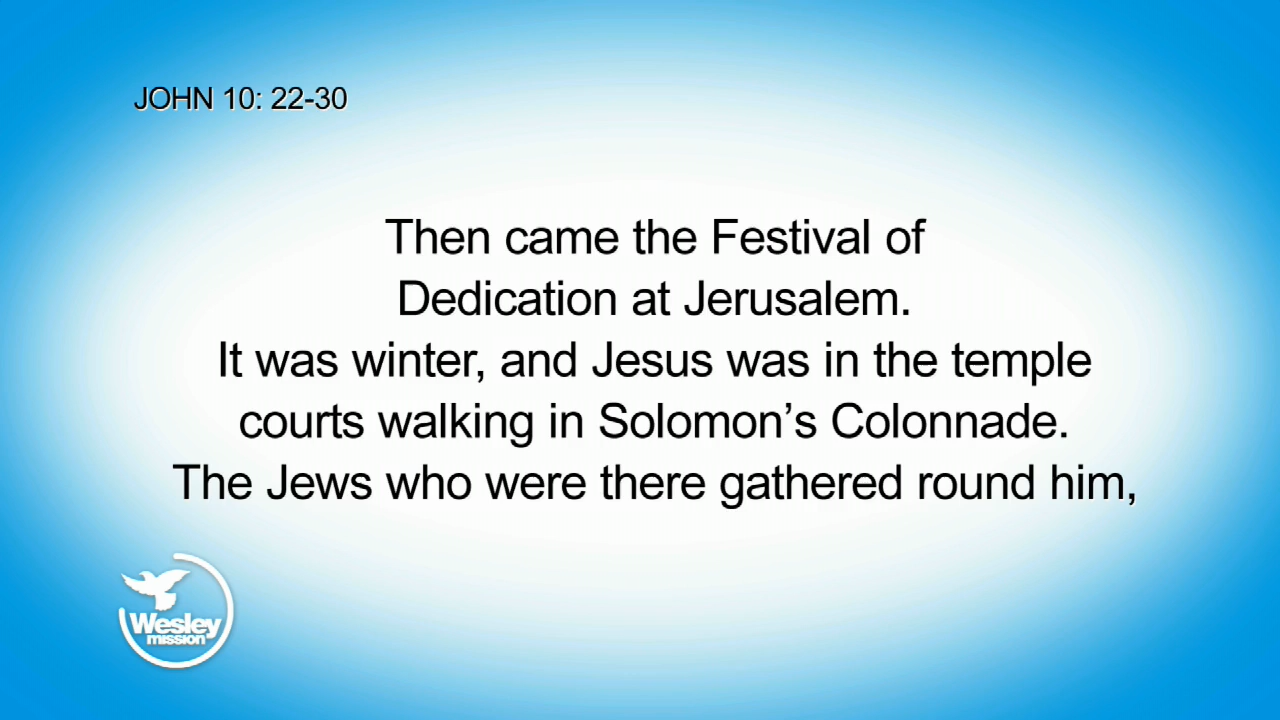 JOHN 10: 22-30
Then came the Festival of
Dedication at Jerusalem.
It was winter, and Jesus was in the temple
courts walking in Solomon’s Colonnade.
The Jews who were there gathered round him,
Wesley
mission